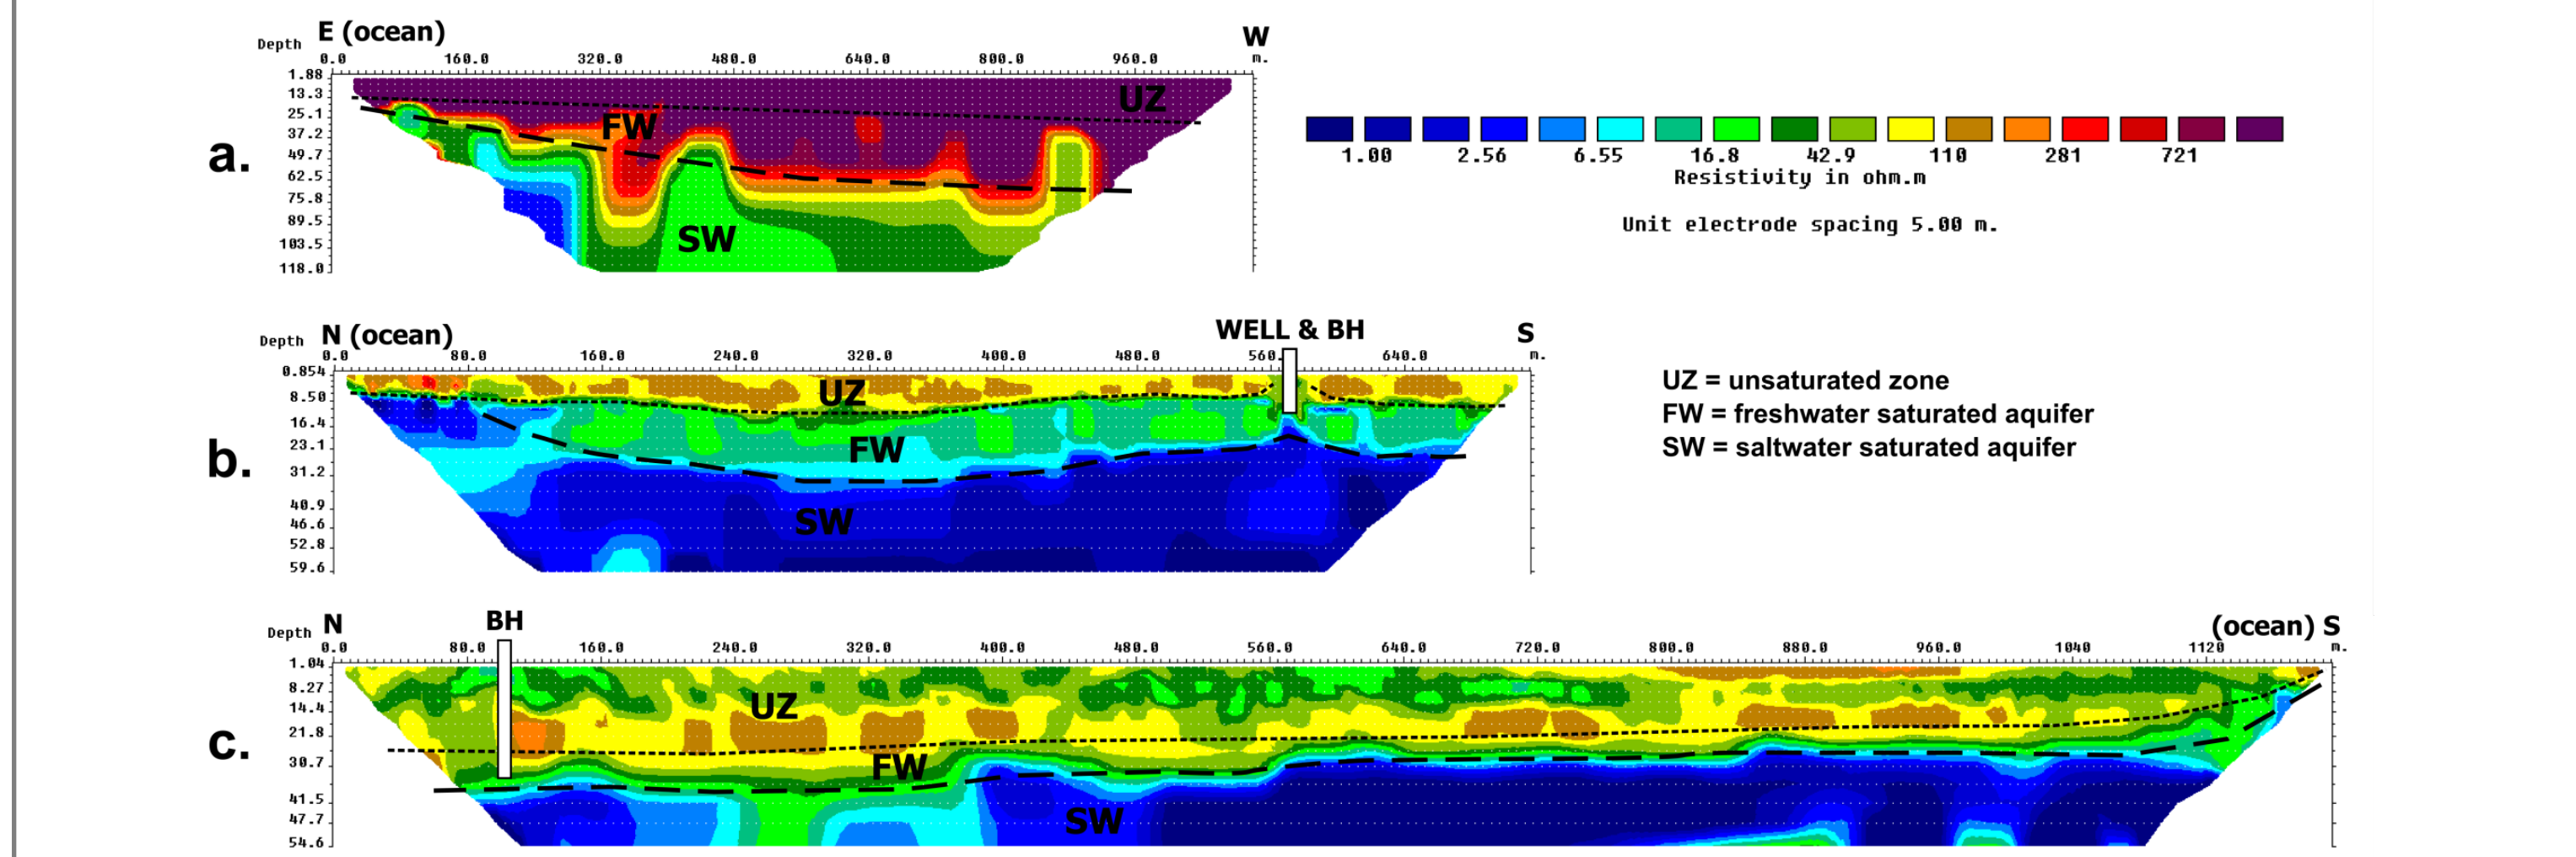 E (ocean)
W
Depth
0.0 160.0 320.0 480.0 640.0 800.0 960.0 m.
1.88
13.3
25.1
37.2
49.7
62.5
75.8
89.5
103.5
118.0
UZ
FW
SW
a.
1.00 2.56 6.55 16.8 42.9 110 281 721
Resistivity in ohm.m
Unit electrode spacing 5.00 m.
N (ocean)
WELL & BH
S
Depth
0.0 80.0 160.0 240.0 320.0 400.0 480.0 560. 640.0 m.
0.854
8.50
16.4
23.1
31.2
40.9
46.6
52.8
59.6
UZ
FW
SW
b.
UZ = unsaturated zone
FW = freshwater saturated aquifer
SW = saltwater saturated aquifer
N
BH
(ocean) S
Depth
0.0 80.0 160.0 240.0 320.0 400.0 480.0 560.0 640.0 720.0 800.0 880.0 960.0 1040 1120 m.
1.04
8.27
14.4
21.8
30.7
41.5
47.7
54.6
UZ
FW
SW
c.